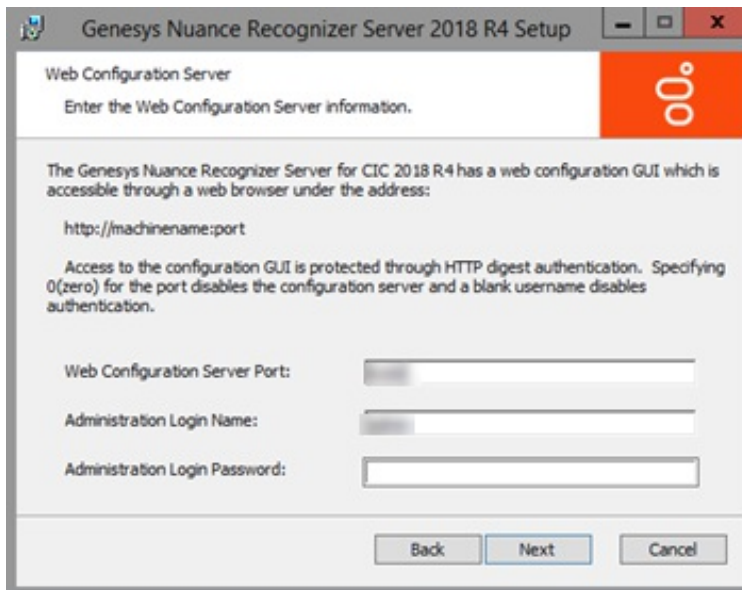 Genesys Nuance Recognizer Server 2018 R4 Setup
Web Configuration Server
Enter the Web Configuration Server information.
The Genesys Nuance Recognizer Server for CIC 2018 R4 has a web configuration GUI which is
accessible through a web browser under the address:
http://machinename:port
Access to the configuration GUI is protected through HTTP digest authentication.  Specifying
0(zero) for the port disables the configuration server and a blank username disables
authentication.
Web Configuration Server Port:
Administration Login Name:
Administration Login Password:
Back Next Cancel